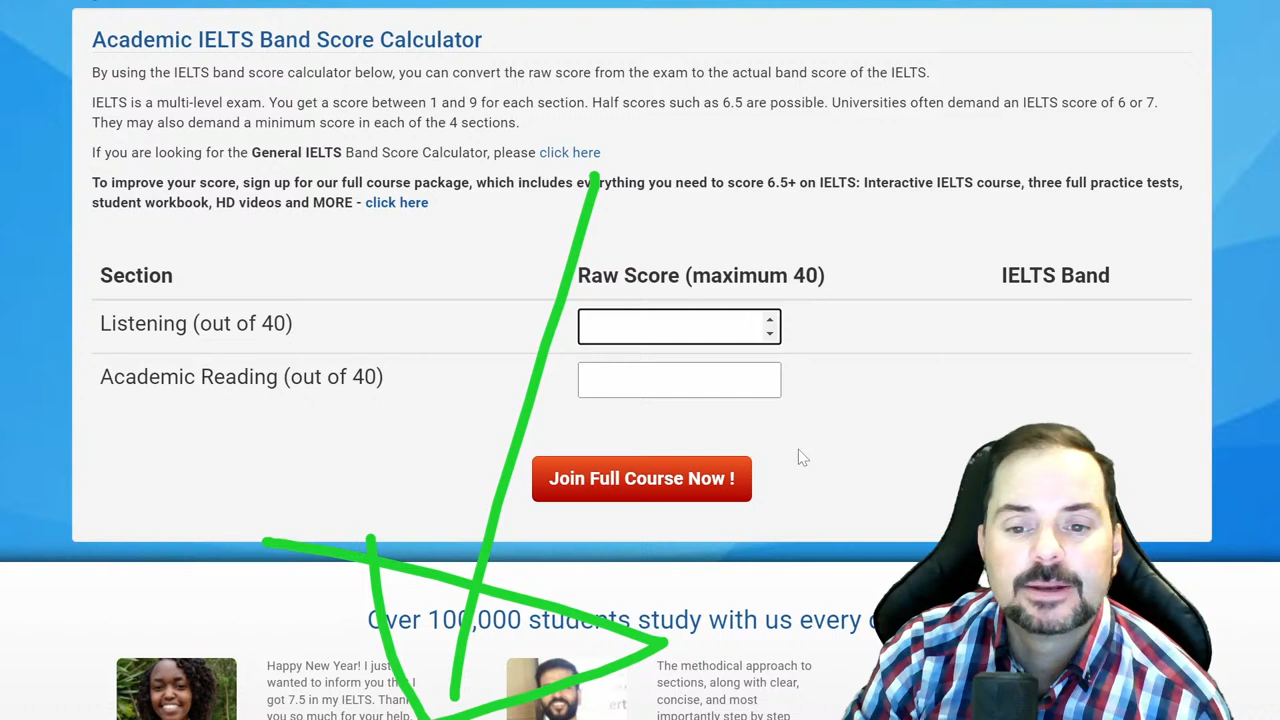 Academic IELTS Band Score Calculator
By using the IELTS band score calculator below, you can convert the raw score from the exam to the actual band score of the IELTS.
IELTS is a multi-level exam. You get a score between 1 and 9 for each section. Half scores such as 6.5 are possible. Universities often demand an IELTS score of 6 or 7.
They may also demand a minimum score in each of the 4 sections.
If you are looking for the General IELTS Band Score Calculator, please click here
To improve your score, sign up for our full course package, which includes everything you need to score 6.5+ on IELTS: Interactive IELTS course, three full practice tests,
student workbook, HD videos and MORE - click here
Section Raw Score (maximum 40) IELTS Band
Listening (out of 40)
Academic Reading (out of 40)
Join Full Course Now !
Over 100,000 students study with us every
Happy New Year! I just
wanted to inform you that I
got 7.5 in my IELTS. Thank
you so much for your help.
The methodical approach to
sections, along with clear,
concise, and most
importantly step by step